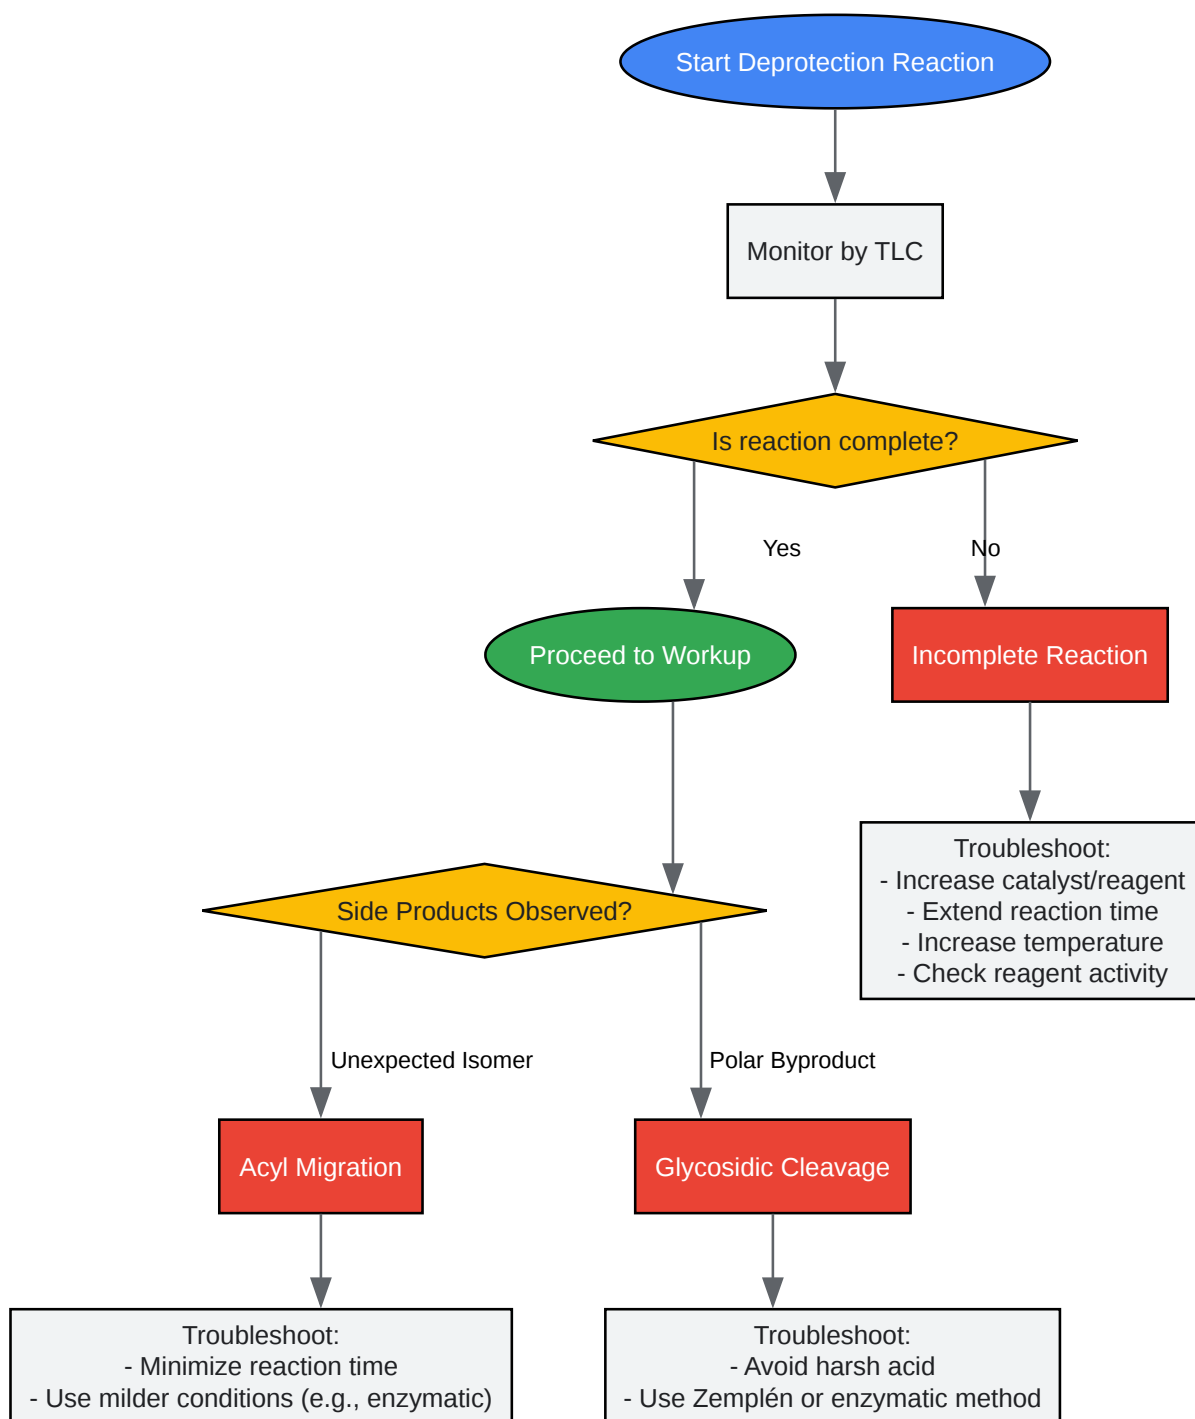 Start Deprotection Reaction
Monitor by TLC
Is reaction complete?
Yes
No
Proceed to Workup
Incomplete Reaction
Troubleshoot:
- Increase catalyst/reagent
- Extend reaction time
- Increase temperature
- Check reagent activity
Side Products Observed?
Unexpected Isomer
Polar Byproduct
Acyl Migration
Glycosidic Cleavage
Troubleshoot:
- Minimize reaction time
- Use milder conditions (e.g., enzymatic)
Troubleshoot:
- Avoid harsh acid
- Use Zemplén or enzymatic method